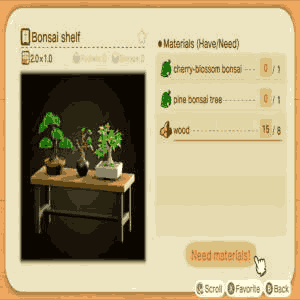 Bonsai shelf
2.0×1.0
Materials (Have/Need)
cherry-blossom bonsai 0 / 1
pine bonsai tree 0 / 1
wood 15 / 8
Need materials!
Scroll X Favorite B Back